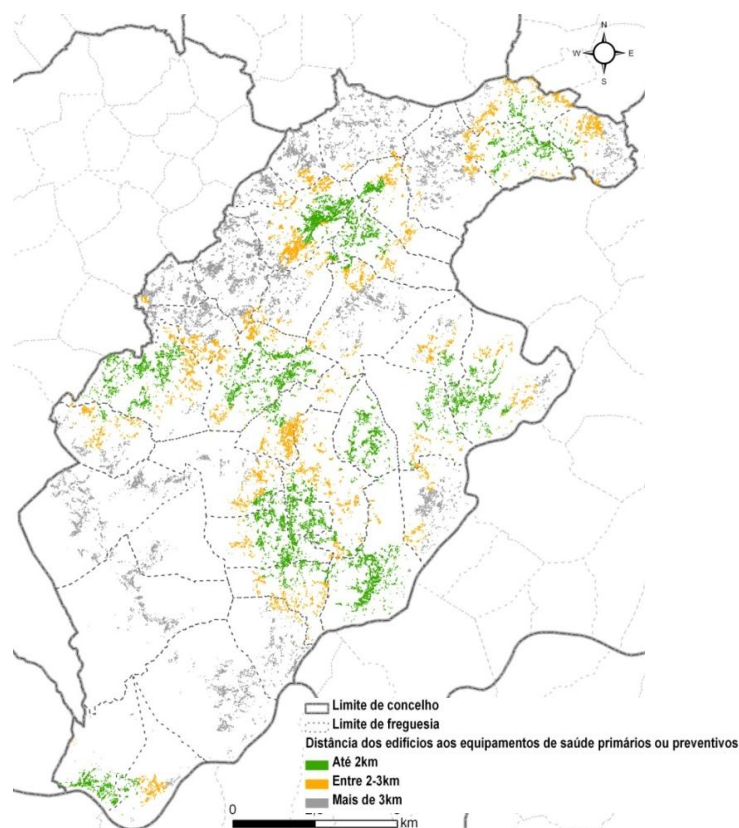 N
W E
S
Limite de concelho
Limite de freguesia
Distância dos edifícios aos equipamentos de saúde primários ou preventivos
Até 2km
Entre 2-3km
Mais de 3km
0
km